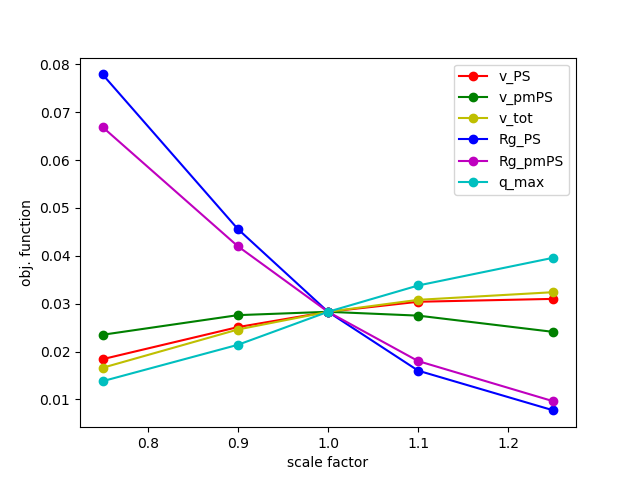 0.08
0.07
0.06
0.05
0.04
0.03
0.02
0.01
obj. function
0.8
0.9
1.0
1.1
1.2
scale factor
v_PS
v_pmPS
v_tot
Rg_PS
Rg_pmPS
q_max